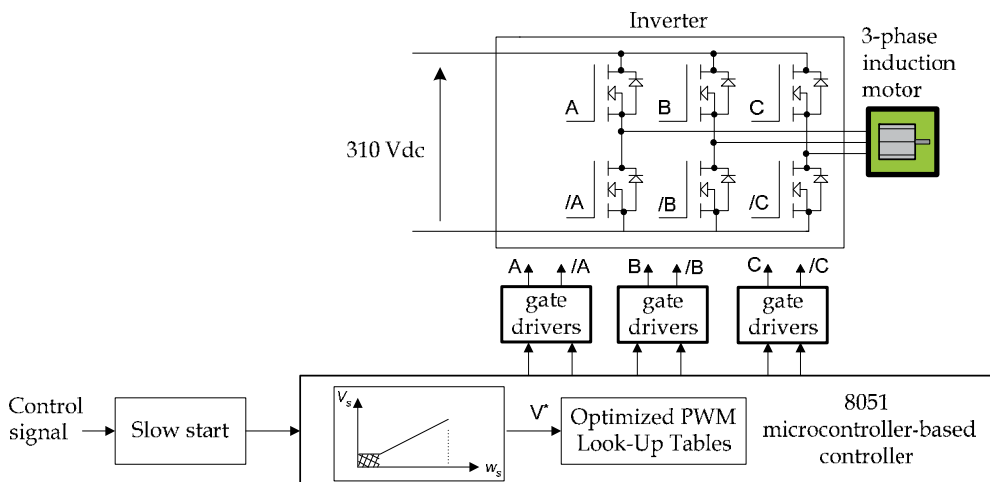 Inverter
3-phase
induction
motor
310 Vdc
A
B
C
/A
/B
/C
A
/A
B
/B
C
/C
gate
drivers
gate
drivers
gate
drivers
Control
signal
Slow start
Vs
ws
V*
Optimized PWM
Look-Up Tables
8051
microcontroller-based
controller